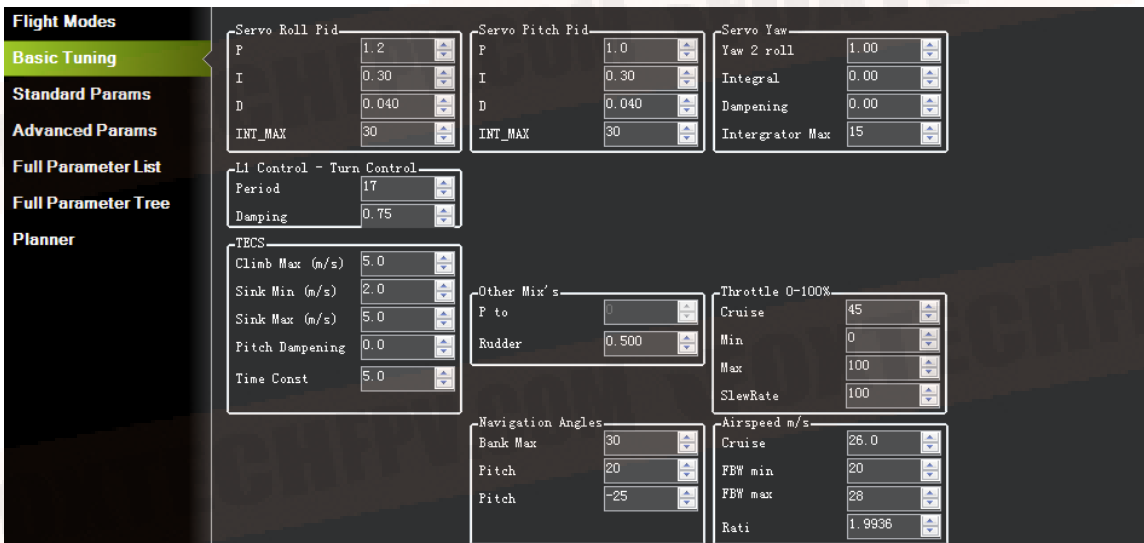 Flight Modes
Basic Tuning
Standard Params
Advanced Params
Full Parameter List
Full Parameter Tree
Planner
Servo Roll Pid
P 1.2
I 0.30
D 0.040
INT_MAX 30
Servo Pitch Pid
P 1.0
I 0.30
D 0.040
INT_MAX 30
Servo Yaw
Yaw 2 roll 1.00
Integral 0.00
Dampening 0.00
Intergrator Max 15
L1 Control - Turn Control
Period 17
Damping 0.75
TECS
Climb Max (m/s) 5.0
Sink Min (m/s) 2.0
Sink Max (m/s) 5.0
Pitch Dampening 0.0
Time Const 5.0
Other Mix's
P to 0
Rudder 0.500
Throttle 0-100%
Cruise 45
Min 0
Max 100
SlewRate 100
Navigation Angles
Bank Max 30
Pitch 20
Pitch -25
Airspeed m/s
Cruise 26.0
FBW min 20
FBW max 28
Rati 1.9936